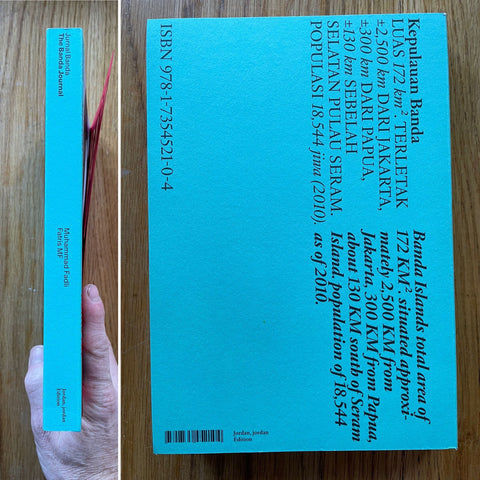 Jurnal Banda
The Banda Journal
Muhammad Fadli
Fatris MF
Jordan, jordan
Édition
Kepulauan Banda
LUAS 172 km². TERLETAK
±2,500 km DARI JAKARTA,
±300 km DARI PAPUA,
±130 km SEBELAH
SELATAN PULAU SERAM.
POPULASI 18,544 jiwa (2010).
Banda Islands total area of
172 KM². situated approxi-
mately 2,500 KM from
Jakarta, 300 KM from Papua,
about 130 KM south of Seram
Island, population of 18,544
as of 2010.
ISBN 978-1-7354521-0-4
Jordan, jordan
Édition